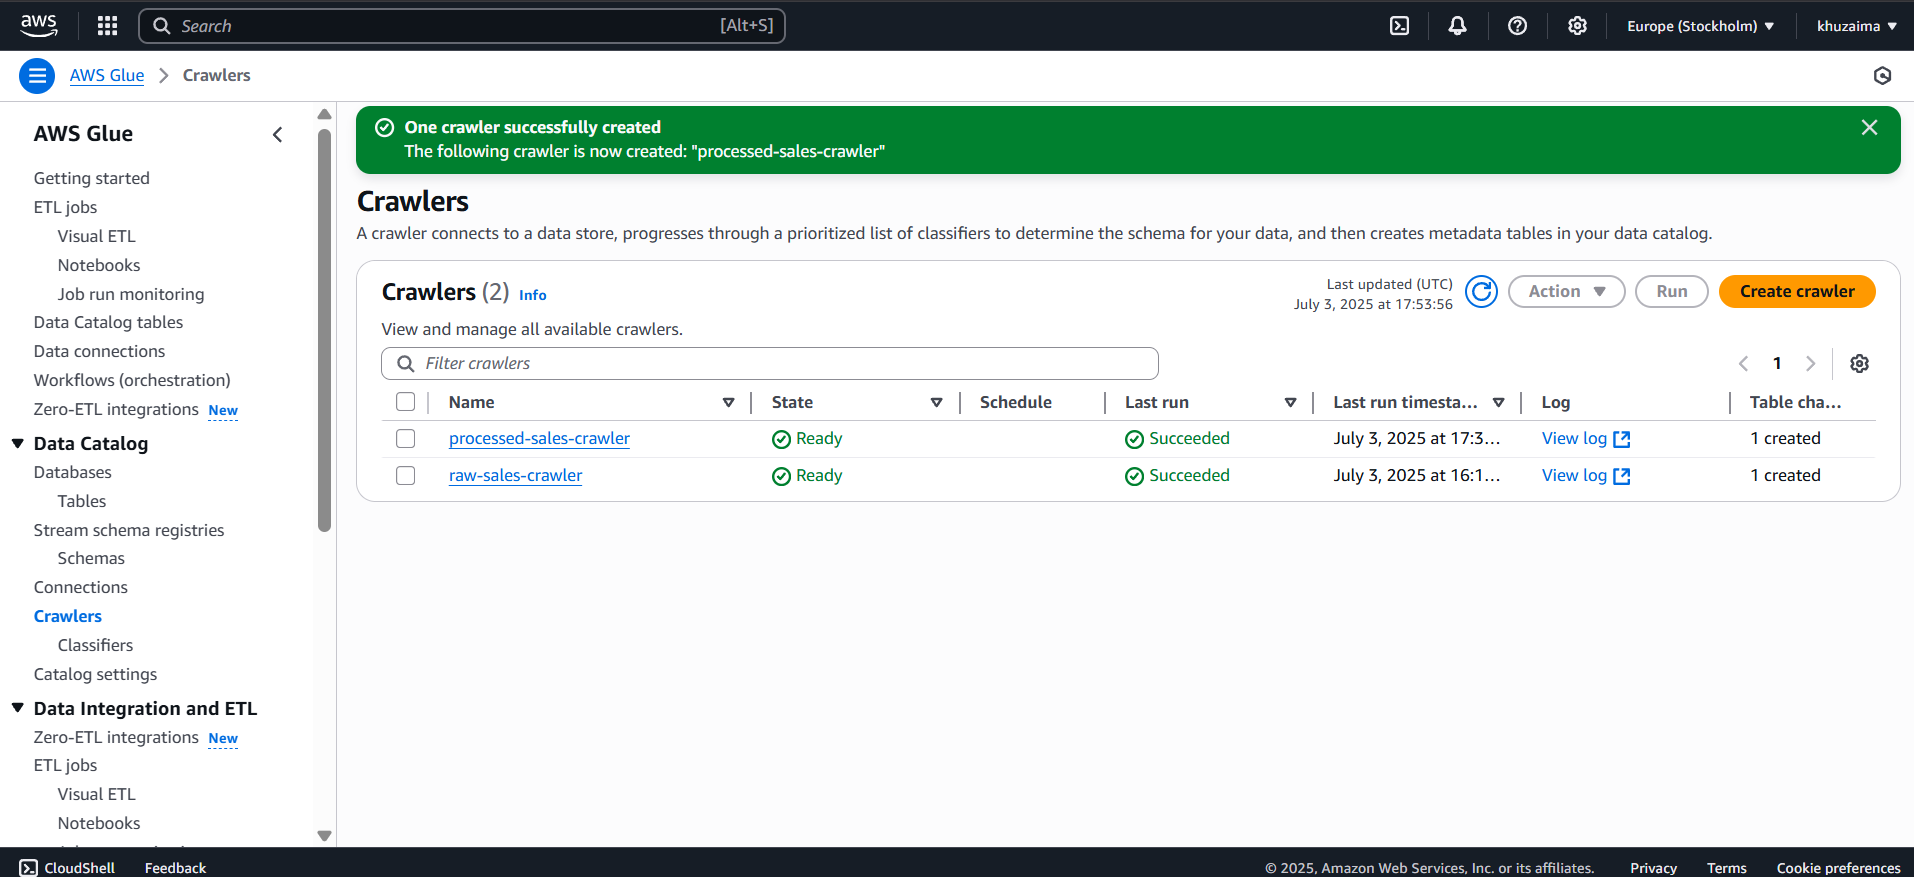 aws
Search [Alt+S]
Europe (Stockholm)
khuzaima
AWS Glue Crawlers
AWS Glue
Getting started
ETL jobs
Visual ETL
Notebooks
Job run monitoring
Data Catalog tables
Data connections
Workflows (orchestration)
Zero-ETL integrations New
Data Catalog
Databases
Tables
Stream schema registries
Schemas
Connections
Crawlers
Classifiers
Catalog settings
Data Integration and ETL
Zero-ETL integrations New
ETL jobs
Visual ETL
Notebooks
One crawler successfully created
The following crawler is now created: "processed-sales-crawler"
Crawlers
A crawler connects to a data store, progresses through a prioritized list of classifiers to determine the schema for your data, and then creates metadata tables in your data catalog.
Crawlers (2) Info
Last updated (UTC)
July 3, 2025 at 17:53:56
Action
Run
Create crawler
View and manage all available crawlers.
Filter crawlers
1
Name State Schedule Last run Last run timesta... Log Table cha...
processed-sales-crawler Ready Succeeded July 3, 2025 at 17:3... View log 1 created
raw-sales-crawler Ready Succeeded July 3, 2025 at 16:1... View log 1 created
CloudShell Feedback © 2025, Amazon Web Services, Inc. or its affiliates. Privacy Terms Cookie preferences